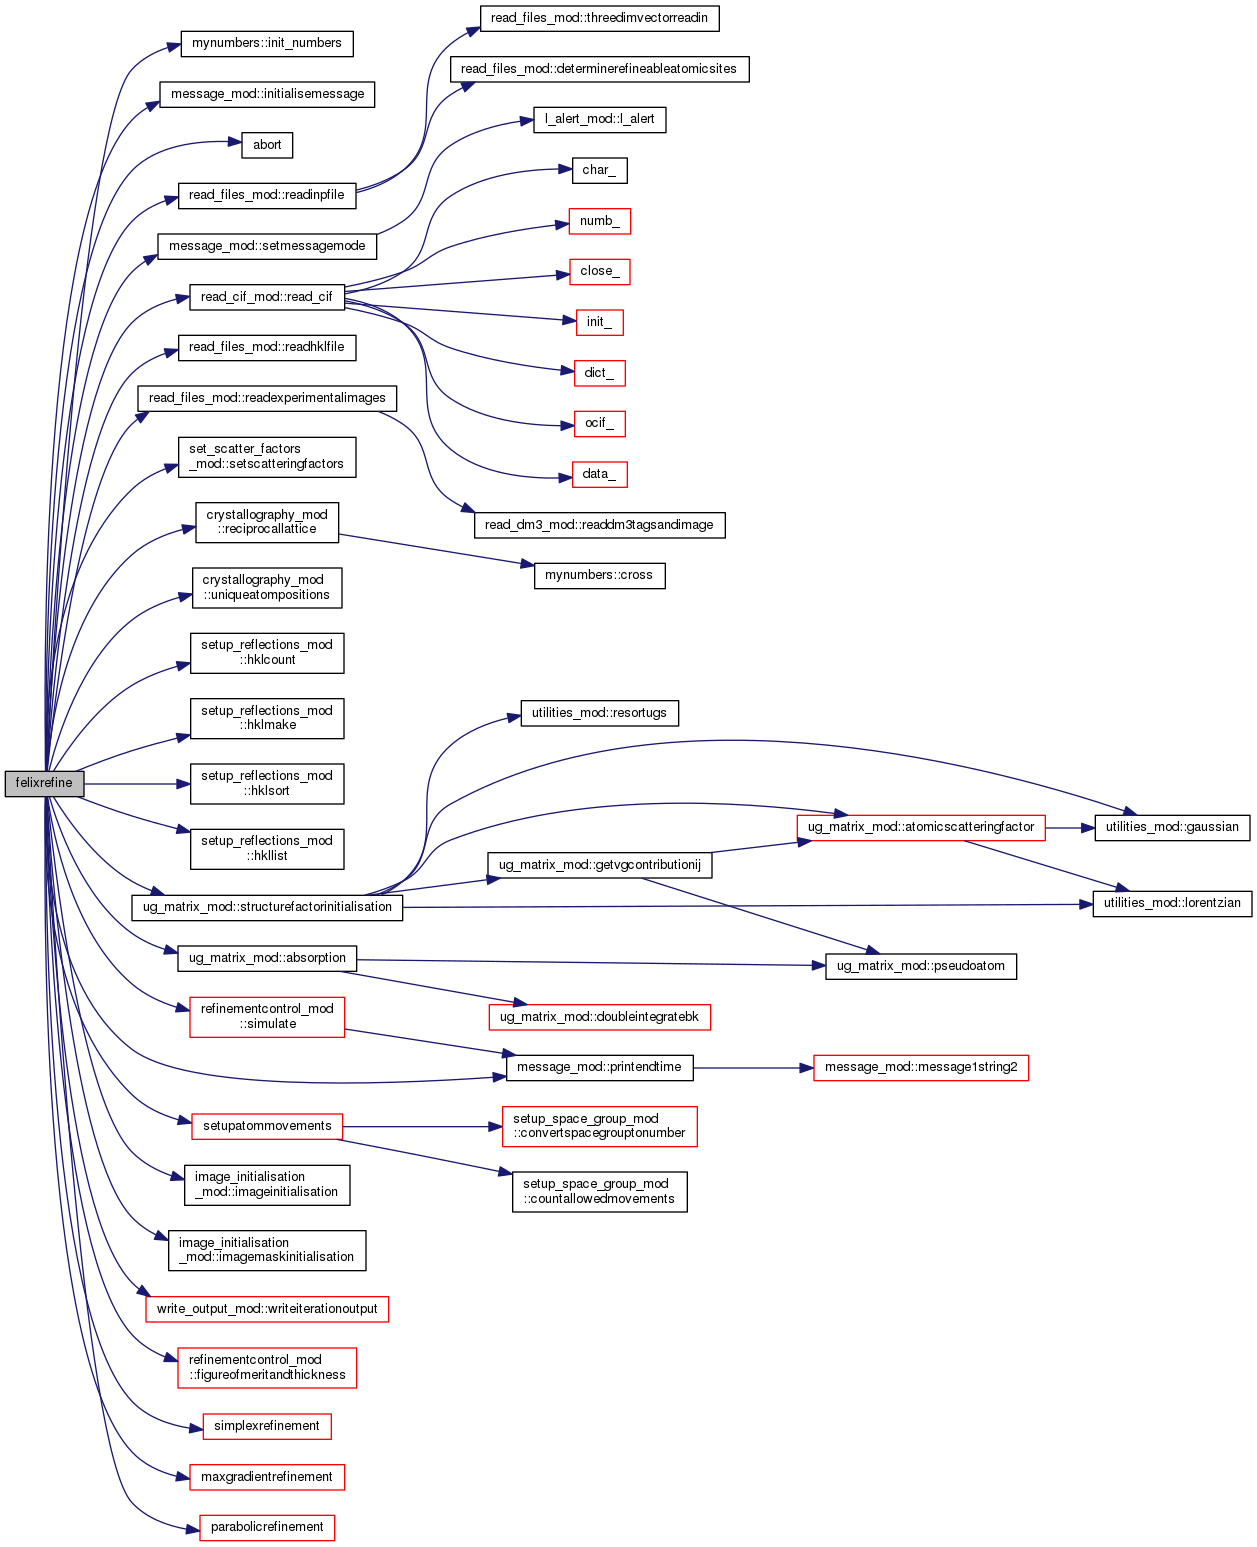 read_files_mod::threedimvectorreadin
mynumbers::init_numbers
read_files_mod::determinerefineableatomicsites
message_mod::initialisemessage
l_alert_mod::l_alert
abort
char_
read_files_mod::readinpfile
numb_
message_mod::setmessagemode
close_
read_cif_mod::read_cif
init_
read_files_mod::readhklfile
dict_
read_files_mod::readexperimentalimages
ocif_
set_scatter_factors
_mod::setscatteringfactors
data_
crystallography_mod
::reciprocallattice
read_dm3_mod::readdm3tagsandimage
mynumbers::cross
crystallography_mod
::uniqueatompositions
setup_reflections_mod
::hklcount
setup_reflections_mod
::hklmake
utilities_mod::resortugs
felixrefine
setup_reflections_mod
::hklsort
ug_matrix_mod::atomicscatteringfactor
utilities_mod::gaussian
setup_reflections_mod
::hkllist
ug_matrix_mod::getvgcontributionij
ug_matrix_mod::structurefactorinitialisation
utilities_mod::lorentzian
ug_matrix_mod::absorption
ug_matrix_mod::pseudoatom
refinementcontrol_mod
::simulate
ug_matrix_mod::doubleintegratebk
message_mod::printendtime
message_mod::message1string2
setupatommovements
setup_space_group_mod
::convertspacegrouptonumber
image_initialisation
_mod::imageinitialisation
setup_space_group_mod
::countallowedmovements
image_initialisation
_mod::imagemaskinitialisation
write_output_mod::writeiterationoutput
refinementcontrol_mod
::figureofmeritandthickness
simplexrefinement
maxgradientrefinement
parabolicrefinement